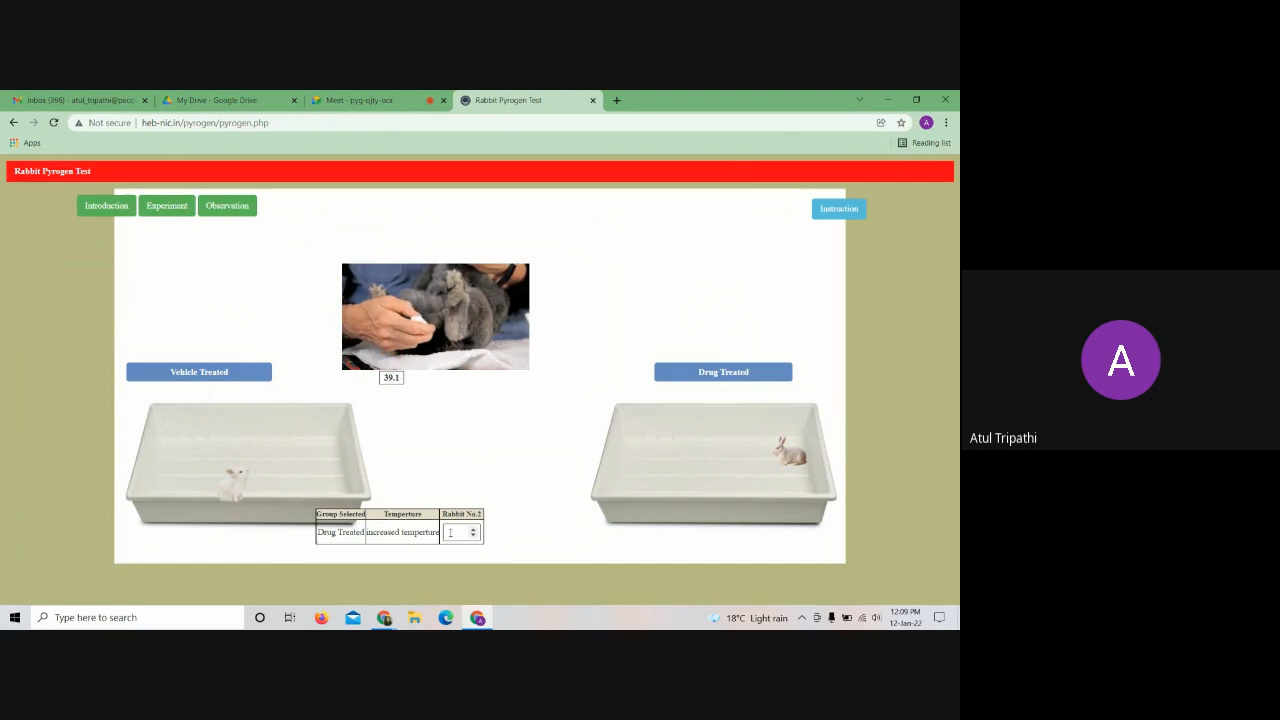 Inbox (396) - atul_tripathi@peop
My Drive - Google Drive
Meet - pyg-qjty-ocx
Rabbit Pyrogen Test
Not secure
heb-nic.in/pyrogen/pyrogen.php
Apps
Reading list
Rabbit Pyrogen Test
Introduction
Experiment
Observation
Instruction
39.1
Vehicle Treated
Drug Treated
Group Selected Temperture Rabbit No.2
Drug Treated increased temperture
A
Atul Tripathi
Type here to search
18°C Light rain
12:09 PM
12-Jan-22